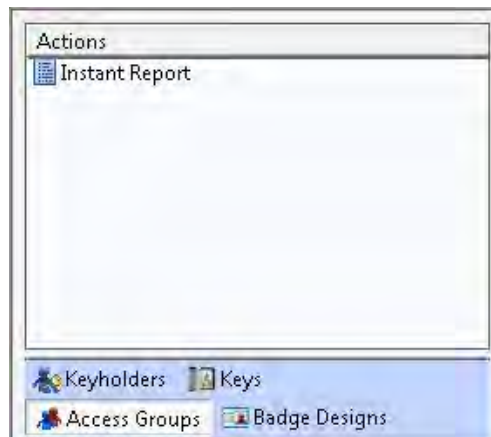 Actions
Instant Report
Keyholders Keys
Access Groups Badge Designs